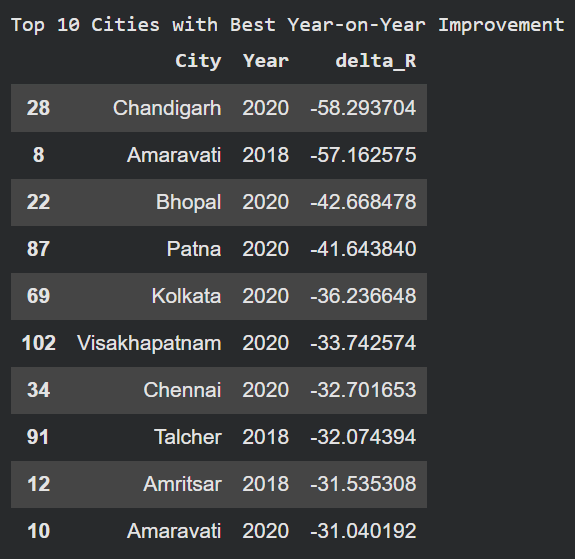 Top 10 Cities with Best Year-on-Year Improvement
City Year delta_R
28 Chandigarh 2020 -58.293704
8 Amaravati 2018 -57.162575
22 Bhopal 2020 -42.668478
87 Patna 2020 -41.643840
69 Kolkata 2020 -36.236648
102 Visakhapatnam 2020 -33.742574
34 Chennai 2020 -32.701653
91 Talcher 2018 -32.074394
12 Amritsar 2018 -31.535308
10 Amaravati 2020 -31.040192